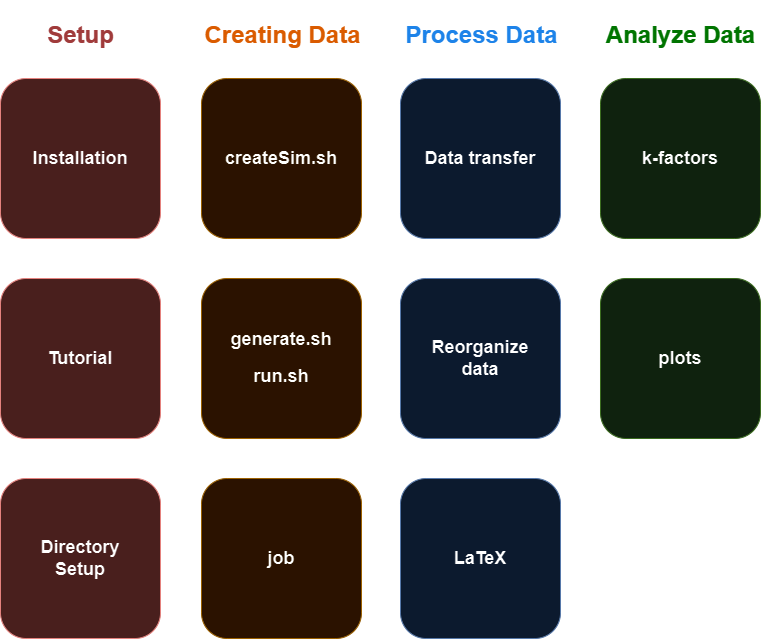 Setup
Creating Data
Process Data
Analyze Data
Installation
createSim.sh
Data transfer
k-factors
Tutorial
generate.sh
run.sh
Reorganize
data
plots
Directory
Setup
job
LaTeX